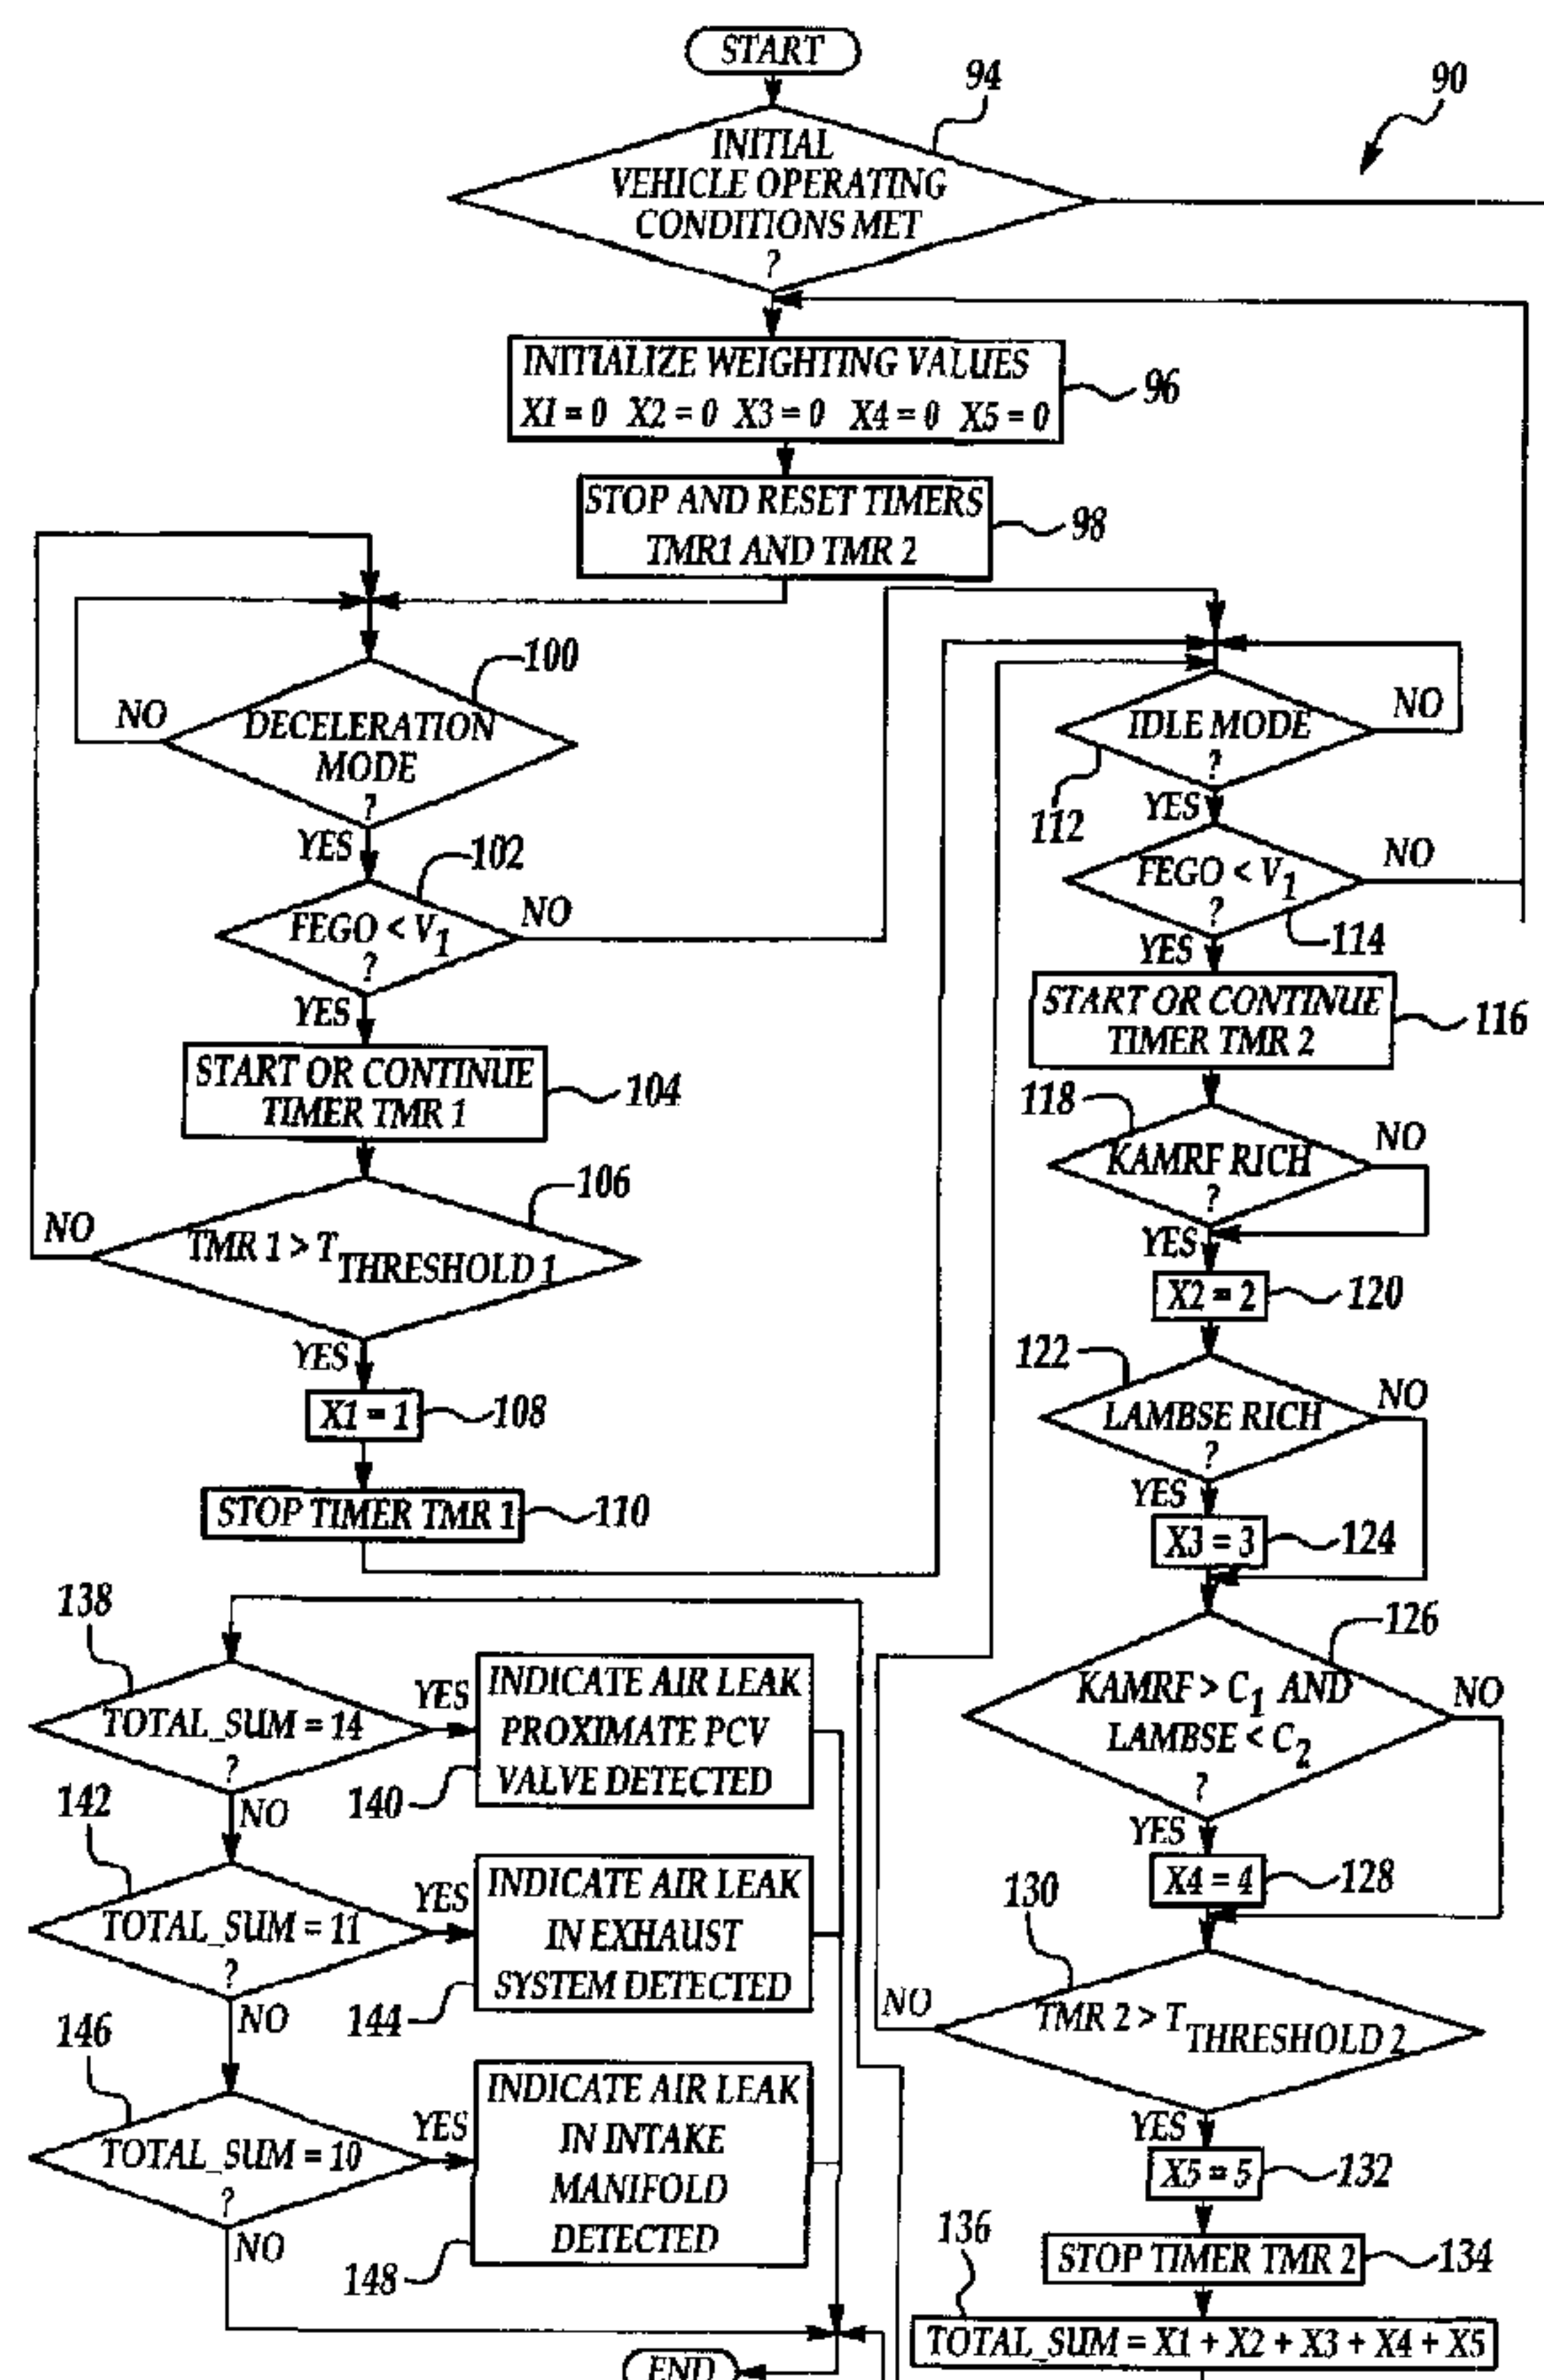 START
94
90
INITIAL
VEHICLE OPERATING
CONDITIONS MET
?
INITIALIZE WEIGHTING VALUES
X1 = 0 X2 = 0 X3 = 0 X4 = 0 X5 = 0
96
STOP AND RESET TIMERS
TMR1 AND TMR 2
98
100
NO
DECELERATION
MODE
?
YES
102
FEGO < V1
?
NO
YES
START OR CONTINUE
TIMER TMR 1
104
106
NO
TMR 1 > T THRESHOLD 1
YES
X1 = 1
108
STOP TIMER TMR 1
110
IDLE MODE
?
NO
112
YES
FEGO < V1
?
NO
114
YES
START OR CONTINUE
TIMER TMR 2
116
118
KAMRF RICH
?
NO
YES
X2 = 2
120
122
LAMBSE RICH
?
NO
YES
X3 = 3
124
126
KAMRF > C1 AND
LAMBSE < C2
?
NO
YES
X4 = 4
128
130
NO
TMR 2 > T THRESHOLD 2
YES
X5 = 5
132
STOP TIMER TMR 2
134
136
TOTAL_SUM = X1 + X2 + X3 + X4 + X5
138
TOTAL_SUM = 14
?
YES
INDICATE AIR LEAK
PROXIMATE PCV
VALVE DETECTED
140
NO
142
TOTAL_SUM = 11
?
YES
INDICATE AIR LEAK
IN EXHAUST
SYSTEM DETECTED
144
NO
146
TOTAL_SUM = 10
?
YES
INDICATE AIR LEAK
IN INTAKE
MANIFOLD
DETECTED
148
NO
END